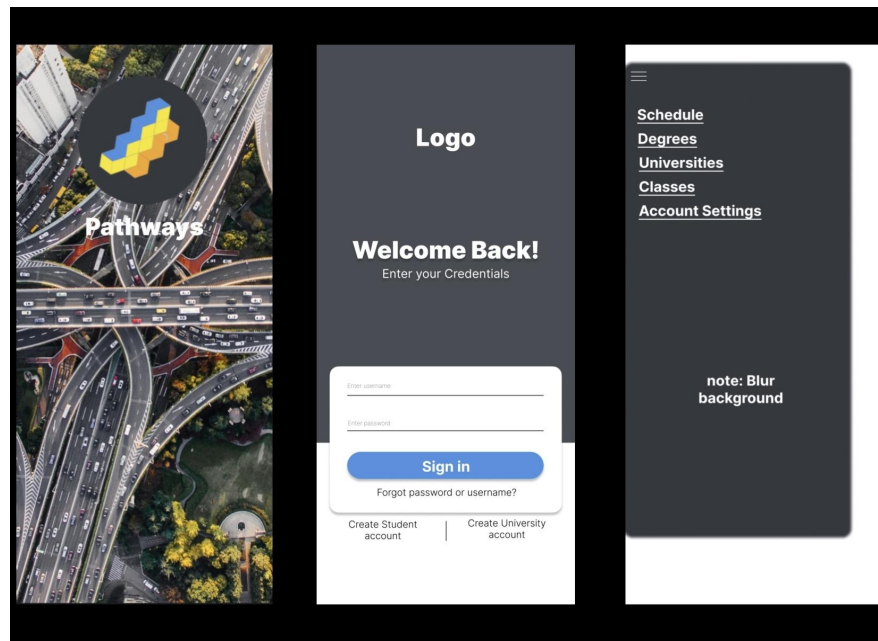 Pathways
Logo
Welcome Back!
Enter your Credentials
Enter username
Enter password
Sign in
Forgot password or username?
Create Student
account
Create University
account
Schedule
Degrees
Universities
Classes
Account Settings
note: Blur
background